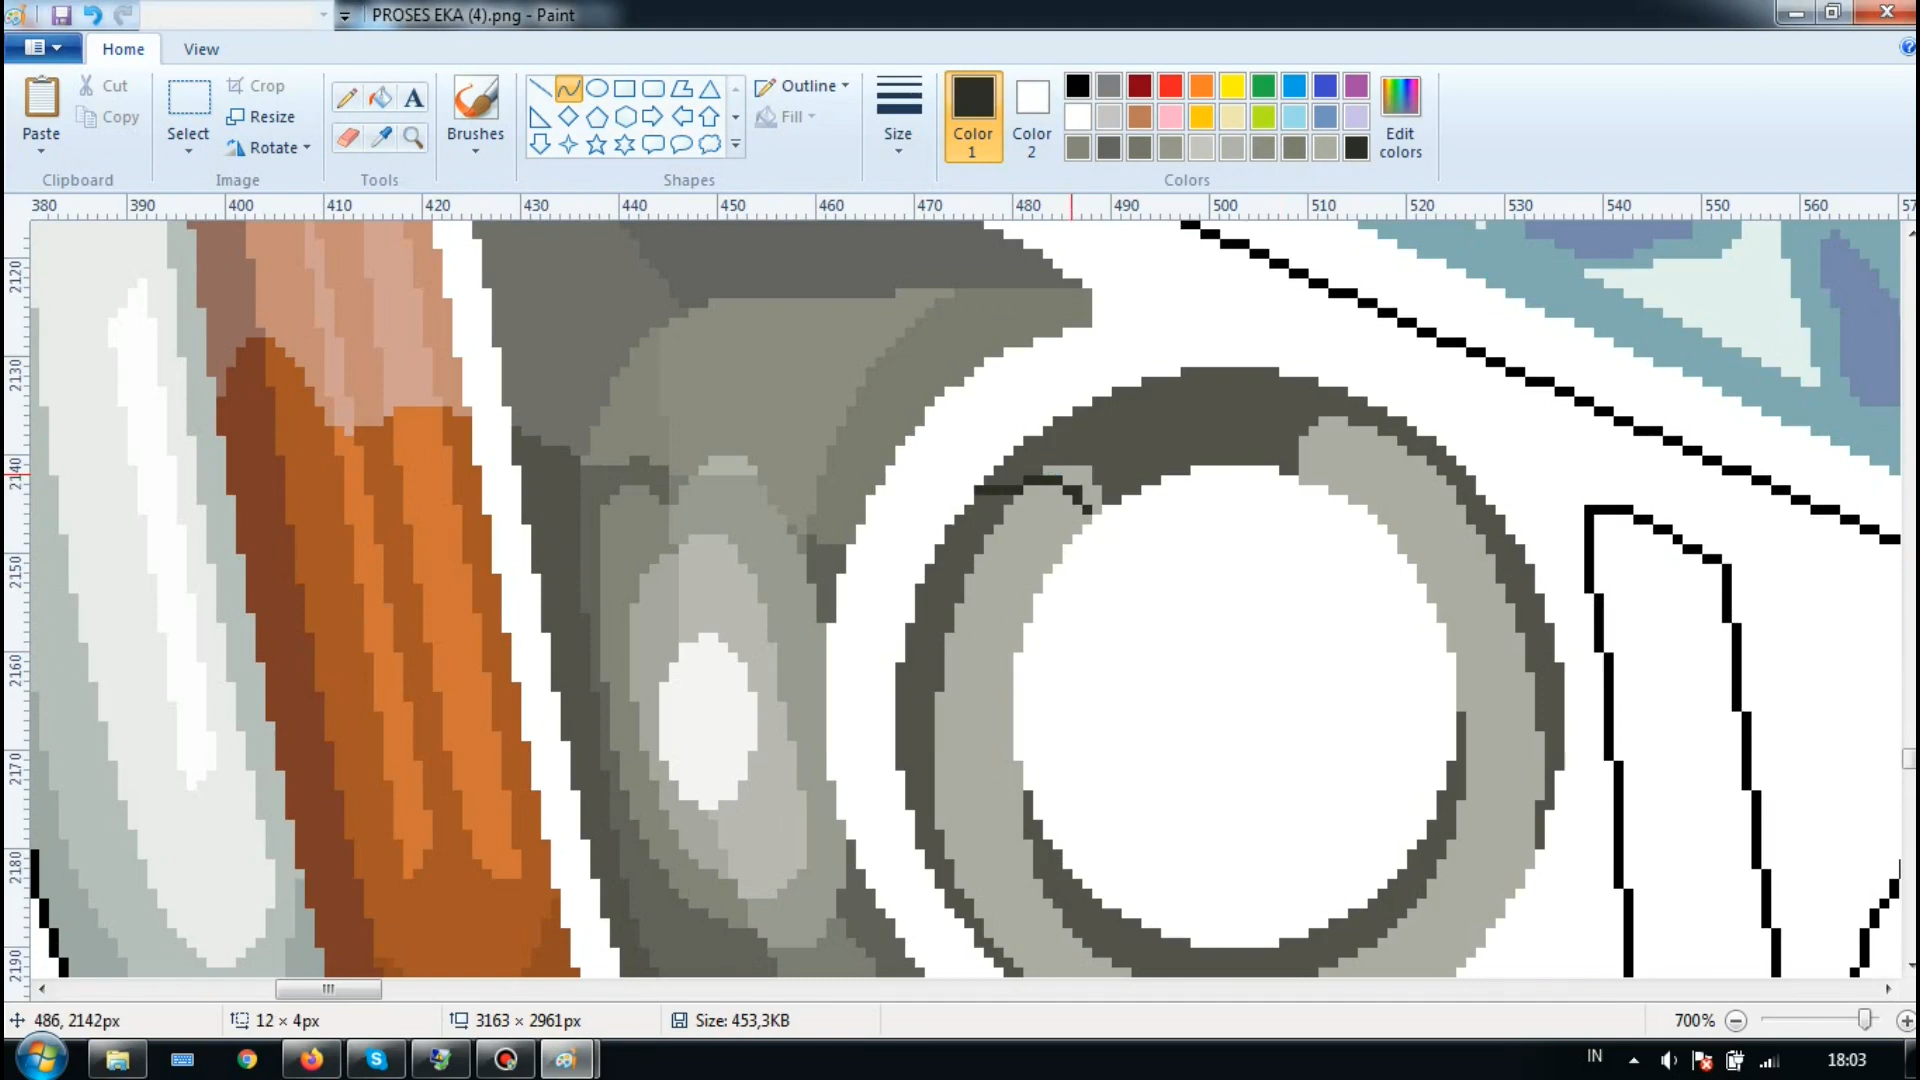 PROSES EKA (4).png - Paint
Home View
Paste Cut Copy
Clipboard
Select Crop Resize Rotate
Image
A
Tools
Brushes
Shapes
Outline
Fill
Size
Color 1
Color 2
Edit colors
Colors
380 390 400 410 420 430 440 450 460 470 480 490 500 510 520 530 540 550 560 57
2120
2130
2140
2150
2160
2170
2180
2190
486, 2142px 12 × 4px 3163 × 2961px Size: 453,3KB 700%
IN 18:03